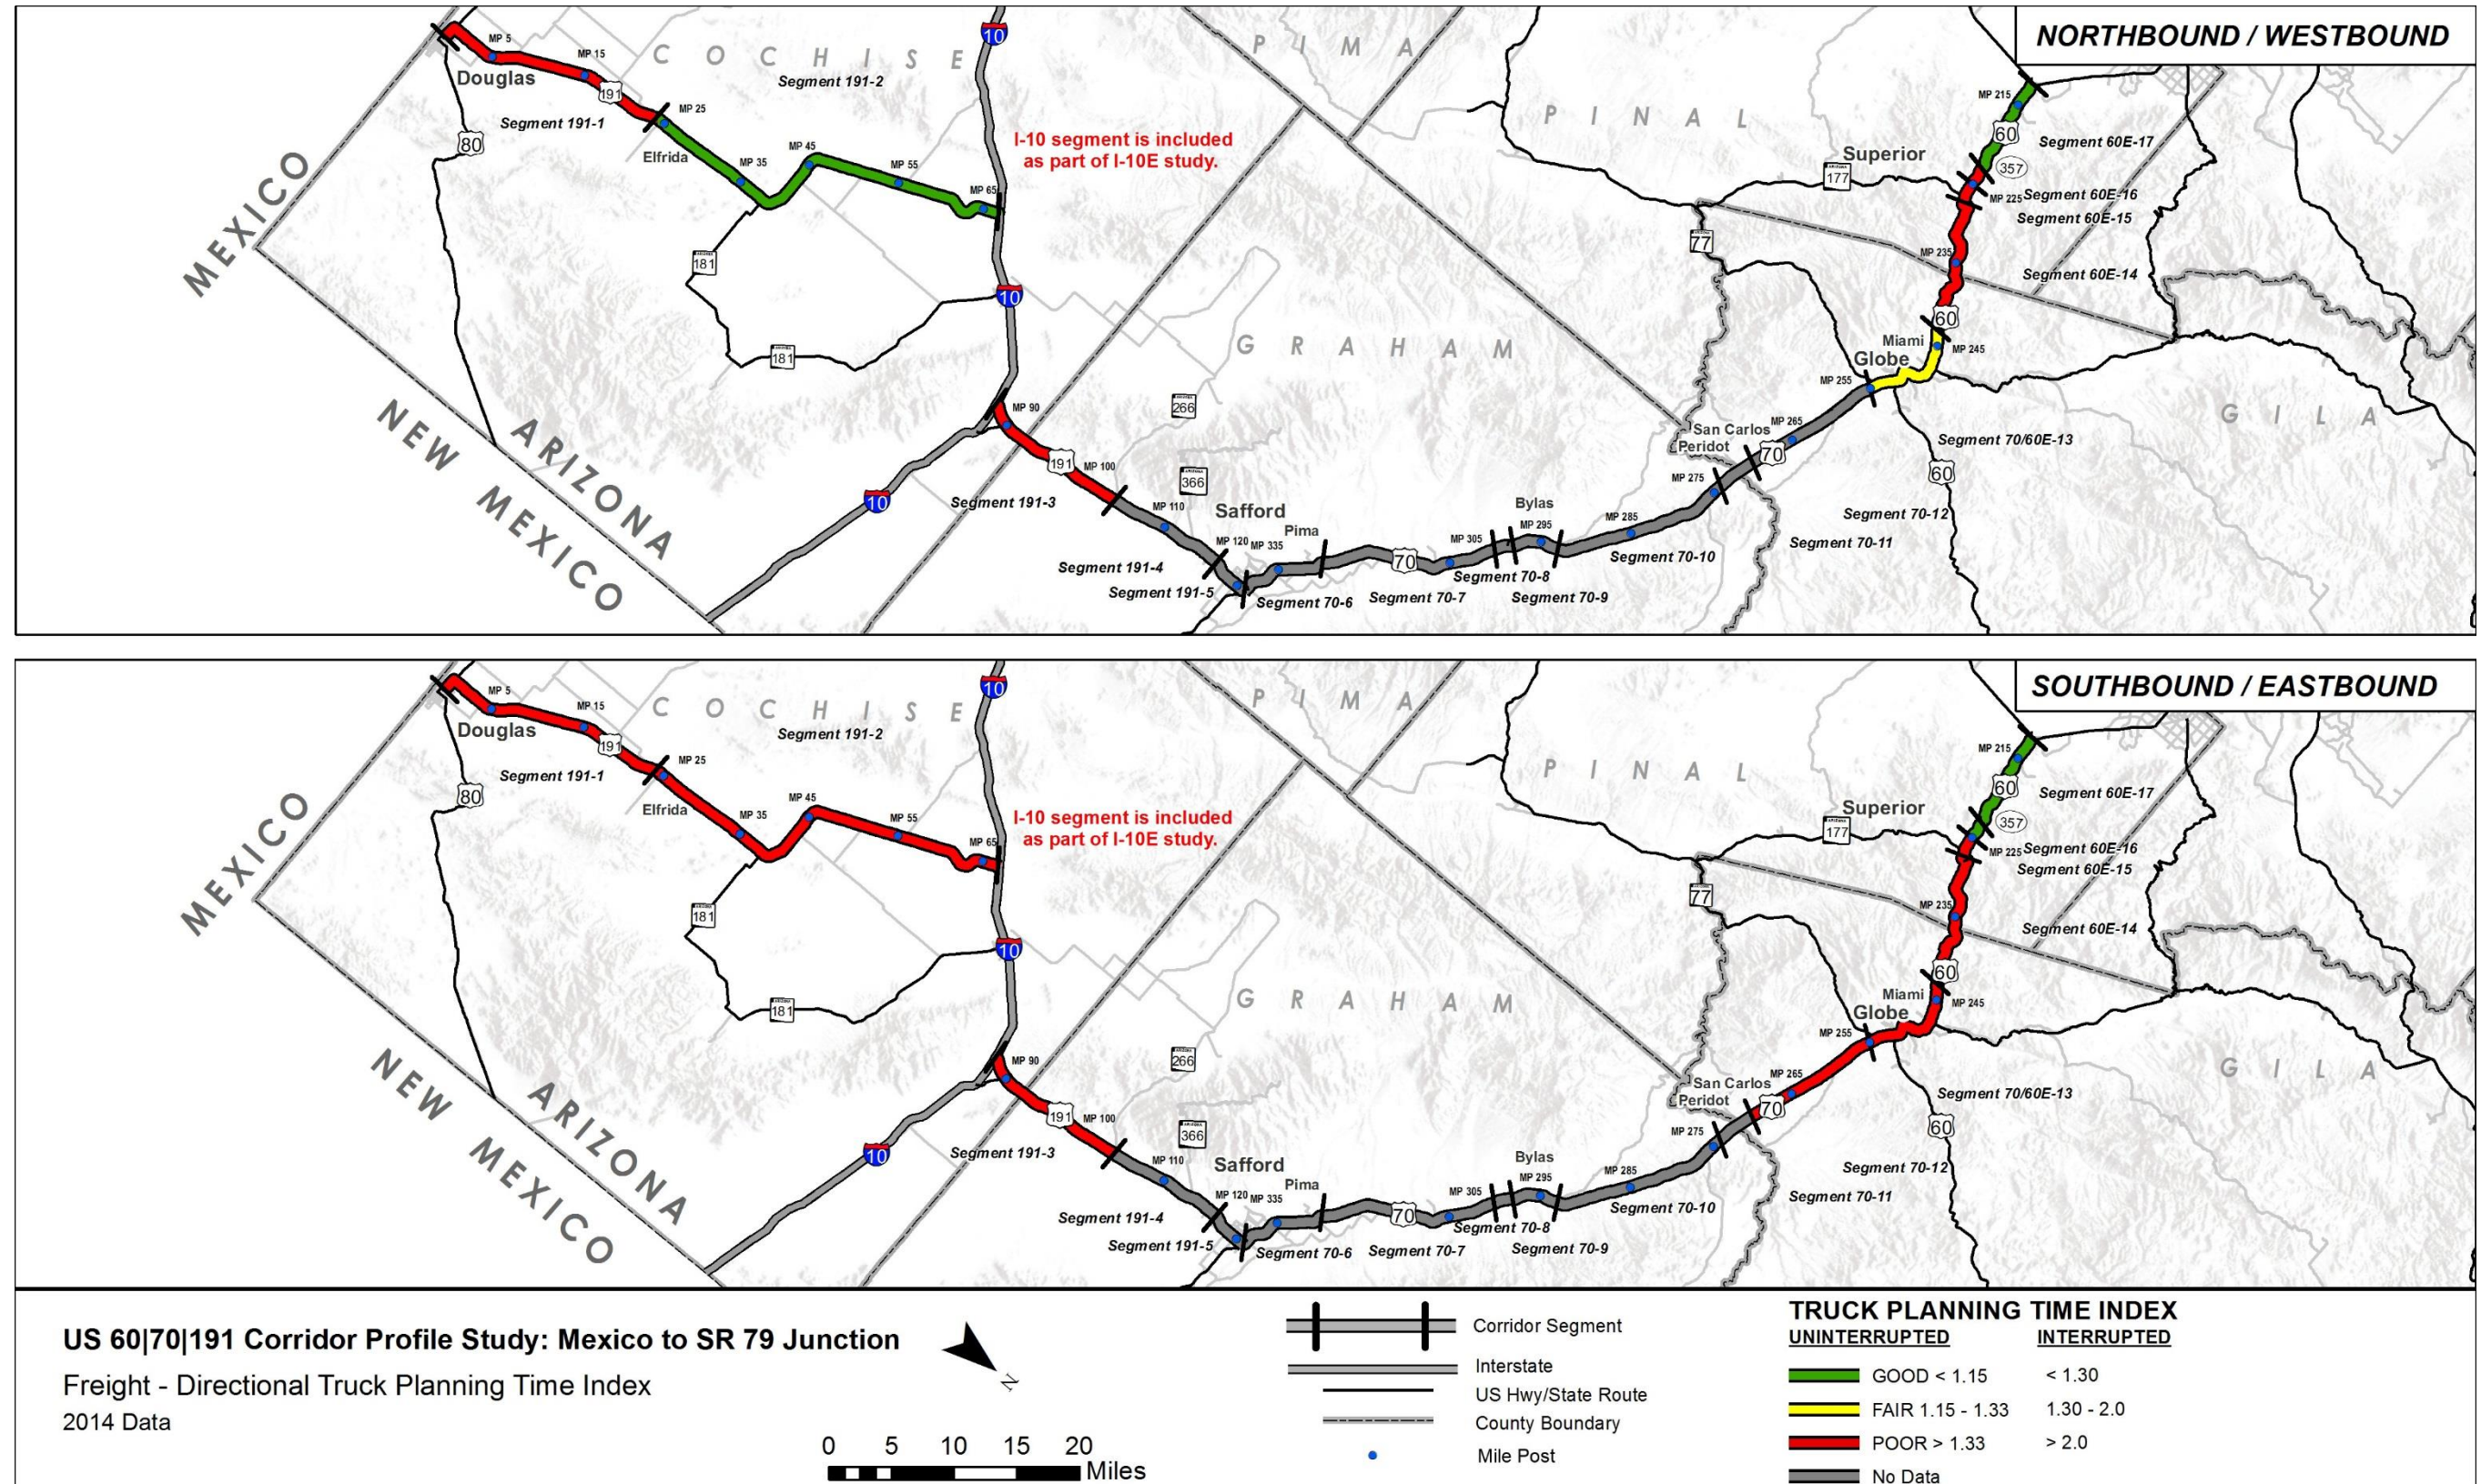 NORTHBOUND / WESTBOUND
MP 5
MP 15
Douglas
191
Segment 191-1
80
COCHISE
Segment 191-2
10
MP 25
Elfrida
MP 35
MP 45
MP 55
MP 65
I-10 segment is included
as part of I-10E study.
181
10
181
MEXICO
NEW MEXICO
ARIZONA
10
MP 90
191
MP 100
Segment 191-3
PIMA
GRAHAM
266
366
MP 110
Safford
Pima
MP 120
MP 335
Segment 191-4
Segment 191-5
Segment 70-6
70
Segment 70-7
MP 305
Segment 70-8
Bylas
MP 295
Segment 70-9
MP 285
Segment 70-10
PINAL
Superior
177
77
MP 215
60
Segment 60E-17
357
MP 225
Segment 60E-16
Segment 60E-15
MP 235
Segment 60E-14
60
Miami
Globe
MP 245
MP 255
San Carlos
Peridot
MP 265
70
MP 275
Segment 70/60E-13
60
Segment 70-12
Segment 70-11
GILA
SOUTHBOUND / EASTBOUND
MP 5
MP 15
Douglas
191
Segment 191-1
80
COCHISE
Segment 191-2
10
MP 25
Elfrida
MP 35
MP 45
MP 55
MP 65
I-10 segment is included
as part of I-10E study.
181
10
181
MEXICO
NEW MEXICO
ARIZONA
10
MP 90
191
MP 100
Segment 191-3
PIMA
GRAHAM
266
366
MP 110
Safford
Pima
MP 120
MP 335
Segment 191-4
Segment 191-5
Segment 70-6
70
Segment 70-7
MP 305
Segment 70-8
Bylas
MP 295
Segment 70-9
MP 285
Segment 70-10
PINAL
Superior
177
77
MP 215
60
Segment 60E-17
357
MP 225
Segment 60E-16
Segment 60E-15
MP 235
Segment 60E-14
60
Miami
Globe
MP 245
MP 255
San Carlos
Peridot
MP 265
70
MP 275
Segment 70/60E-13
60
Segment 70-12
Segment 70-11
GILA
US 60|70|191 Corridor Profile Study: Mexico to SR 79 Junction
Freight - Directional Truck Planning Time Index
2014 Data
N
0 5 10 15 20
Miles
Corridor Segment
Interstate
US Hwy/State Route
County Boundary
Mile Post
TRUCK PLANNING TIME INDEX
UNINTERRUPTED INTERRUPTED
GOOD < 1.15 < 1.30
FAIR 1.15 - 1.33 1.30 - 2.0
POOR > 1.33 > 2.0
No Data